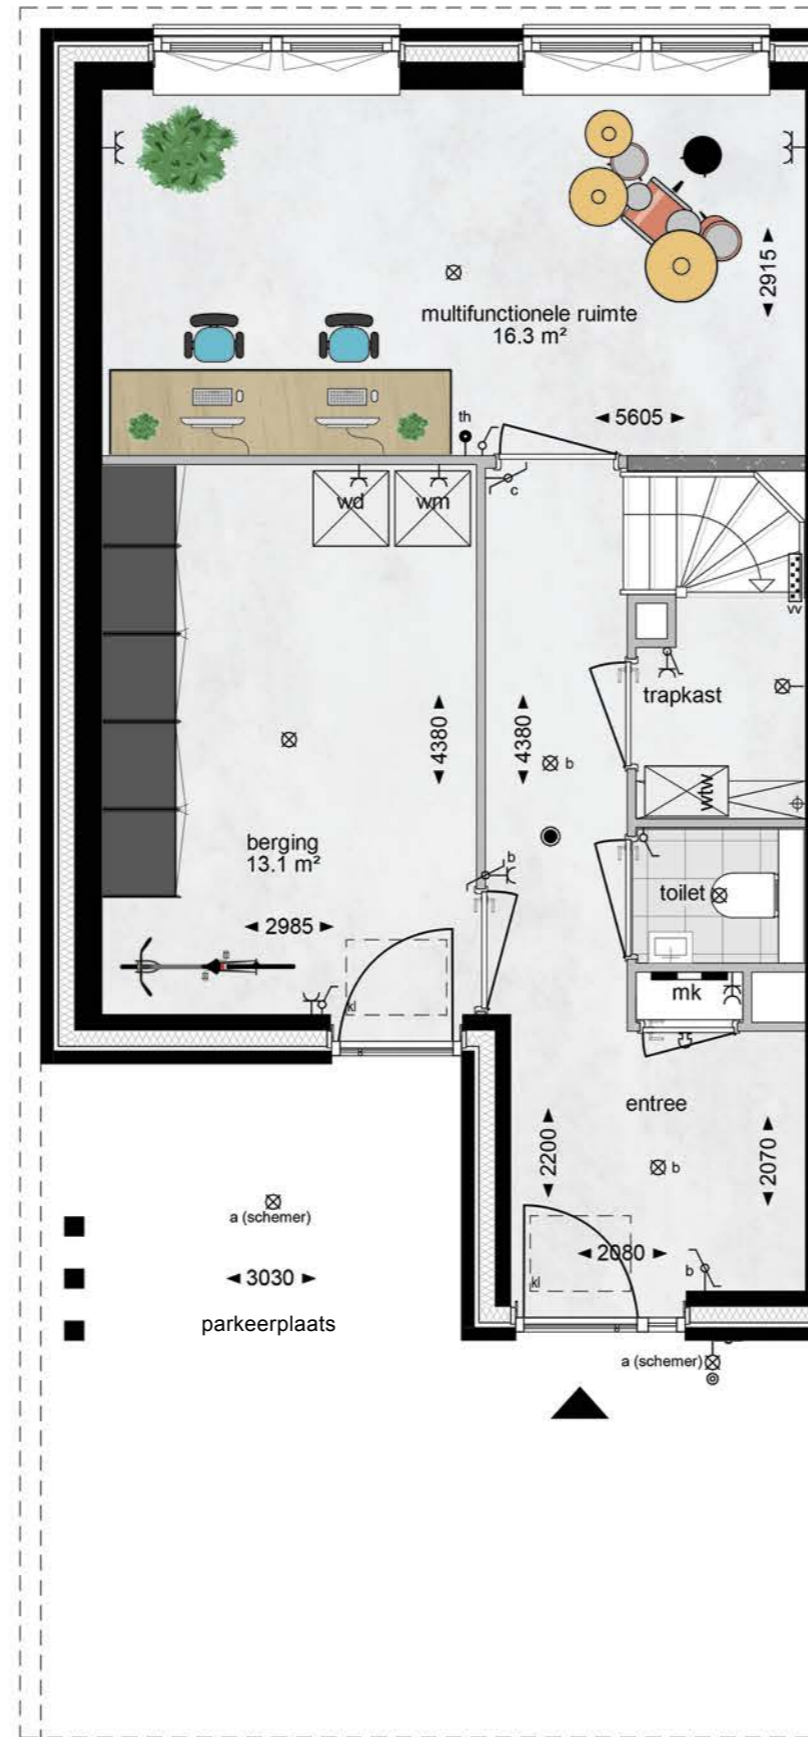 2915
multifunctionele ruimte
16.3 m²
5605
th
c
wd
wm
vv
trapkast
4380
4380
b
wtw
berging
13.1 m²
b
toilet
2985
kl
mk
entree
2200
2070
b
a (schemer)
2080
b
kl
3030
parkeerplaats
a (schemer)